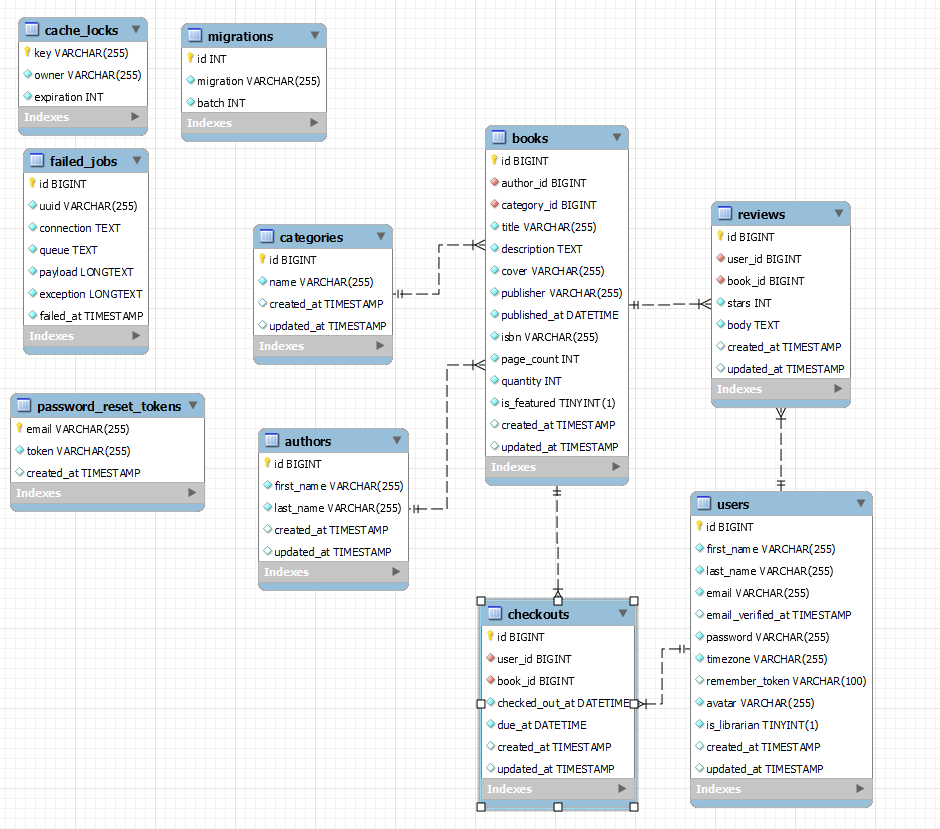 cache_locks
key VARCHAR(255)
owner VARCHAR(255)
expiration INT
Indexes
migrations
id INT
migration VARCHAR(255)
batch INT
Indexes
failed_jobs
id BIGINT
uuid VARCHAR(255)
connection TEXT
queue TEXT
payload LONGTEXT
exception LONGTEXT
failed_at TIMESTAMP
Indexes
password_reset_tokens
email VARCHAR(255)
token VARCHAR(255)
created_at TIMESTAMP
Indexes
categories
id BIGINT
name VARCHAR(255)
created_at TIMESTAMP
updated_at TIMESTAMP
Indexes
authors
id BIGINT
first_name VARCHAR(255)
last_name VARCHAR(255)
created_at TIMESTAMP
updated_at TIMESTAMP
Indexes
books
id BIGINT
author_id BIGINT
category_id BIGINT
title VARCHAR(255)
description TEXT
cover VARCHAR(255)
publisher VARCHAR(255)
published_at DATETIME
isbn VARCHAR(255)
page_count INT
quantity INT
is_featured TINYINT(1)
created_at TIMESTAMP
updated_at TIMESTAMP
Indexes
reviews
id BIGINT
user_id BIGINT
book_id BIGINT
stars INT
body TEXT
created_at TIMESTAMP
updated_at TIMESTAMP
Indexes
checkouts
id BIGINT
user_id BIGINT
book_id BIGINT
checked_out_at DATETIME
due_at DATETIME
created_at TIMESTAMP
updated_at TIMESTAMP
Indexes
users
id BIGINT
first_name VARCHAR(255)
last_name VARCHAR(255)
email VARCHAR(255)
email_verified_at TIMESTAMP
password VARCHAR(255)
timezone VARCHAR(255)
remember_token VARCHAR(100)
avatar VARCHAR(255)
is_librarian TINYINT(1)
created_at TIMESTAMP
updated_at TIMESTAMP
Indexes